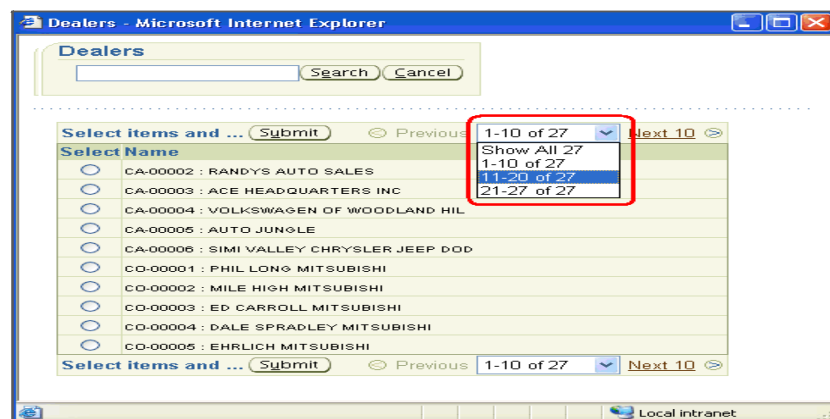 Dealers - Microsoft Internet Explorer
Dealers
Search Cancel
Select items and ... Submit Previous 1-10 of 27 Next 10
Show All 27
1-10 of 27
11-20 of 27
21-27 of 27
Select Name
CA-00002 : RANDYS AUTO SALES
CA-00003 : ACE HEADQUARTERS INC
CA-00004 : VOLKSWAGEN OF WOODLAND HIL
CA-00005 : AUTO JUNGLE
CA-00006 : SIMI VALLEY CHRYSLER JEEP DOD
CO-00001 : PHIL LONG MITSUBISHI
CO-00002 : MILE HIGH MITSUBISHI
CO-00003 : ED CARROLL MITSUBISHI
CO-00004 : DALE SPRADLEY MITSUBISHI
CO-00005 : EHRLICH MITSUBISHI
Select items and ... Submit Previous 1-10 of 27 Next 10
Local intranet